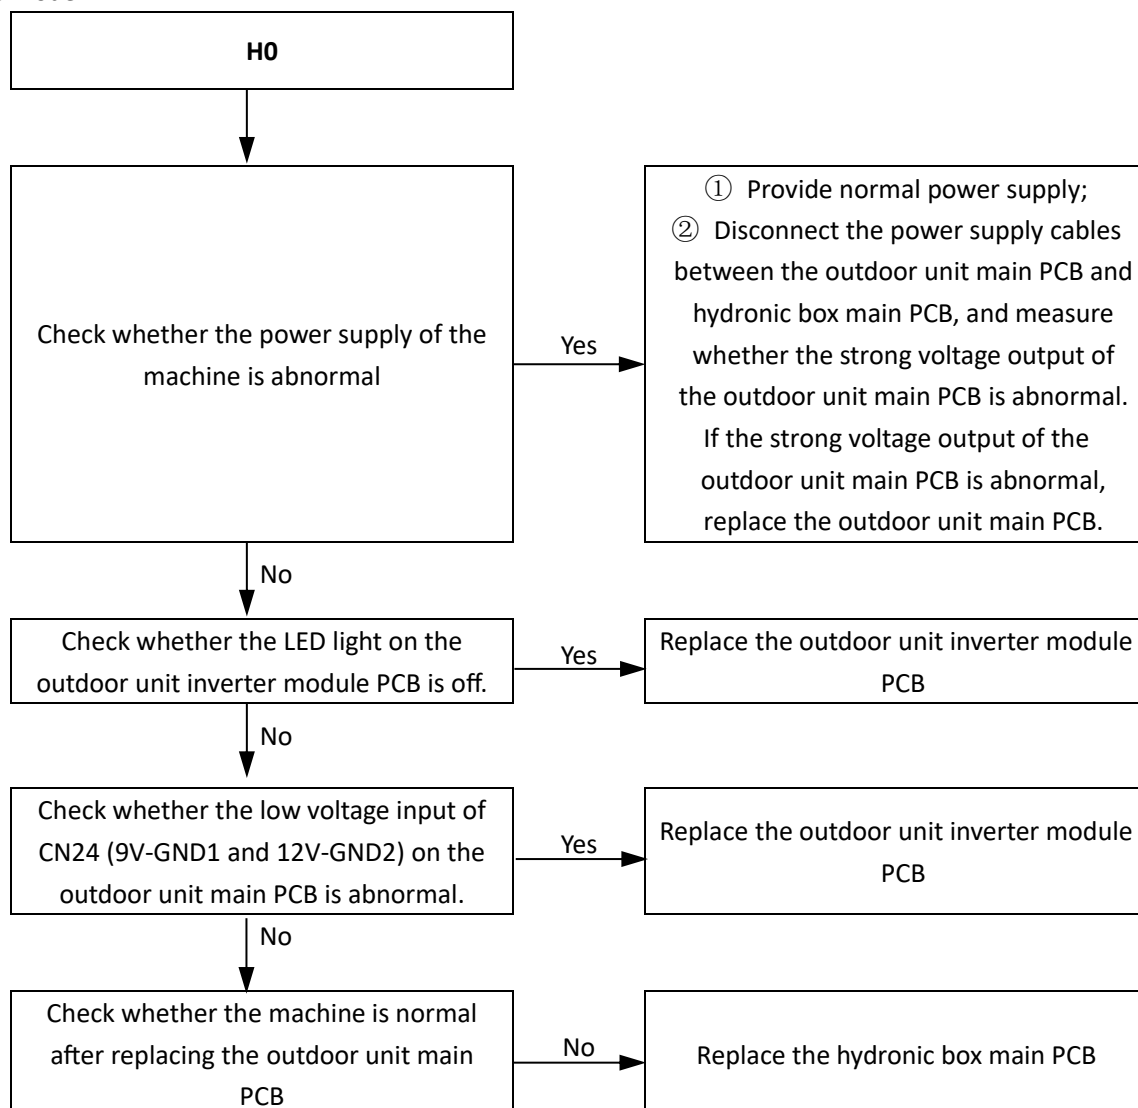 H0
Check whether the power supply of the
machine is abnormal
Yes
① Provide normal power supply;
② Disconnect the power supply cables
between the outdoor unit main PCB and
hydronic box main PCB, and measure
whether the strong voltage output of
the outdoor unit main PCB is abnormal.
If the strong voltage output of the
outdoor unit main PCB is abnormal,
replace the outdoor unit main PCB.
No
Check whether the LED light on the
outdoor unit inverter module PCB is off.
Yes
Replace the outdoor unit inverter module
PCB
No
Check whether the low voltage input of
CN24 (9V-GND1 and 12V-GND2) on the
outdoor unit main PCB is abnormal.
Yes
Replace the outdoor unit inverter module
PCB
No
Check whether the machine is normal
after replacing the outdoor unit main
PCB
No
Replace the hydronic box main PCB